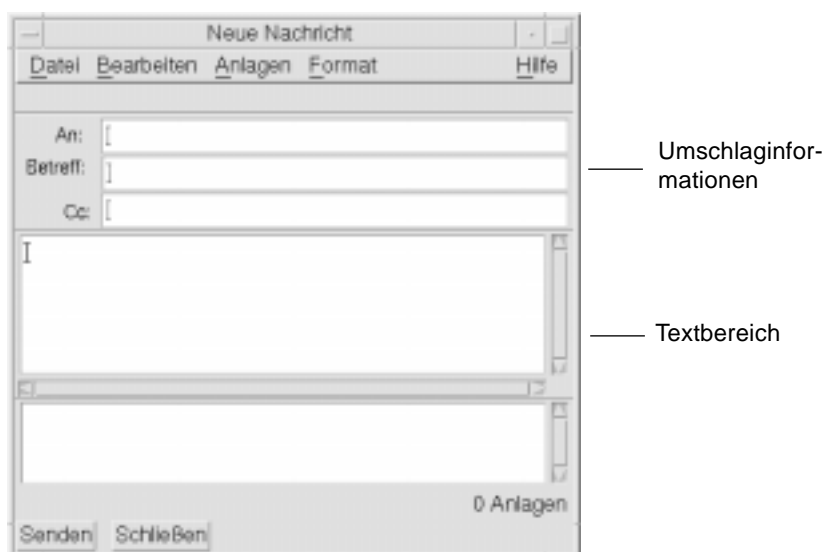 Neue Nachricht
Datei Bearbeiten Anlagen Format Hilfe
An:
Betreff:
Cc:
Umschlaginfor-
mationen
Textbereich
0 Anlagen
Senden Schließen